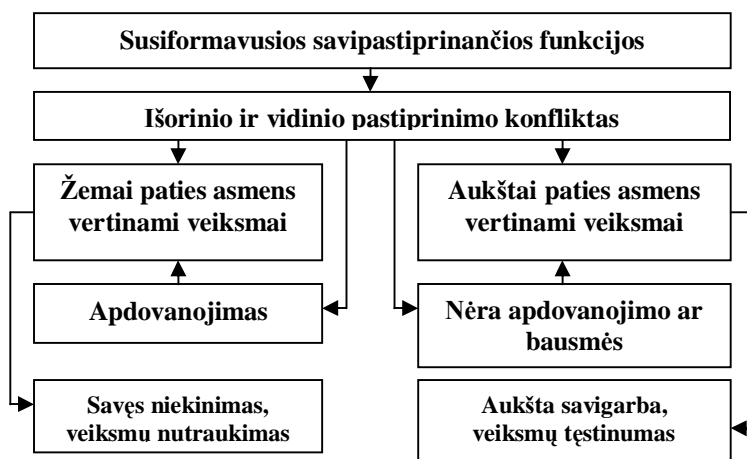 Susiformavusios savipastiprinančios funkcijos
Išorinio ir vidinio pastiprinimo konfliktas
Žemai paties asmens
vertinami veiksmai
Aukštai paties asmens
vertinami veiksmai
Apdovanojimas
Nėra apdovanojimo ar
bausmės
Savęs niekinimas,
veiksmų nutraukimas
Aukšta savigarba,
veiksmų tęstinumas